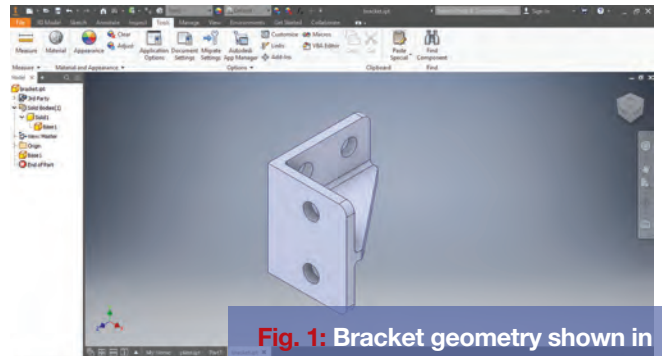 bracket.ipt
Sign In
File 3D Model Sketch Annotate Inspect Tools Manage View Environments Get Started Collaborate
Measure Material Appearance Clear Adjust Application Options Document Settings Migrate Settings Autodesk App Manager Customize Links Add-Ins Macros VBA Editor Paste Special Find Component
Measure Material and Appearance Options Clipboard Find
Model
bracket.ipt
3rd Party
Solid Bodies(1)
Solid1
Base1
View: Master
Origin
Base1
End of Part
My Home
Fig. 1: Bracket geometry shown in